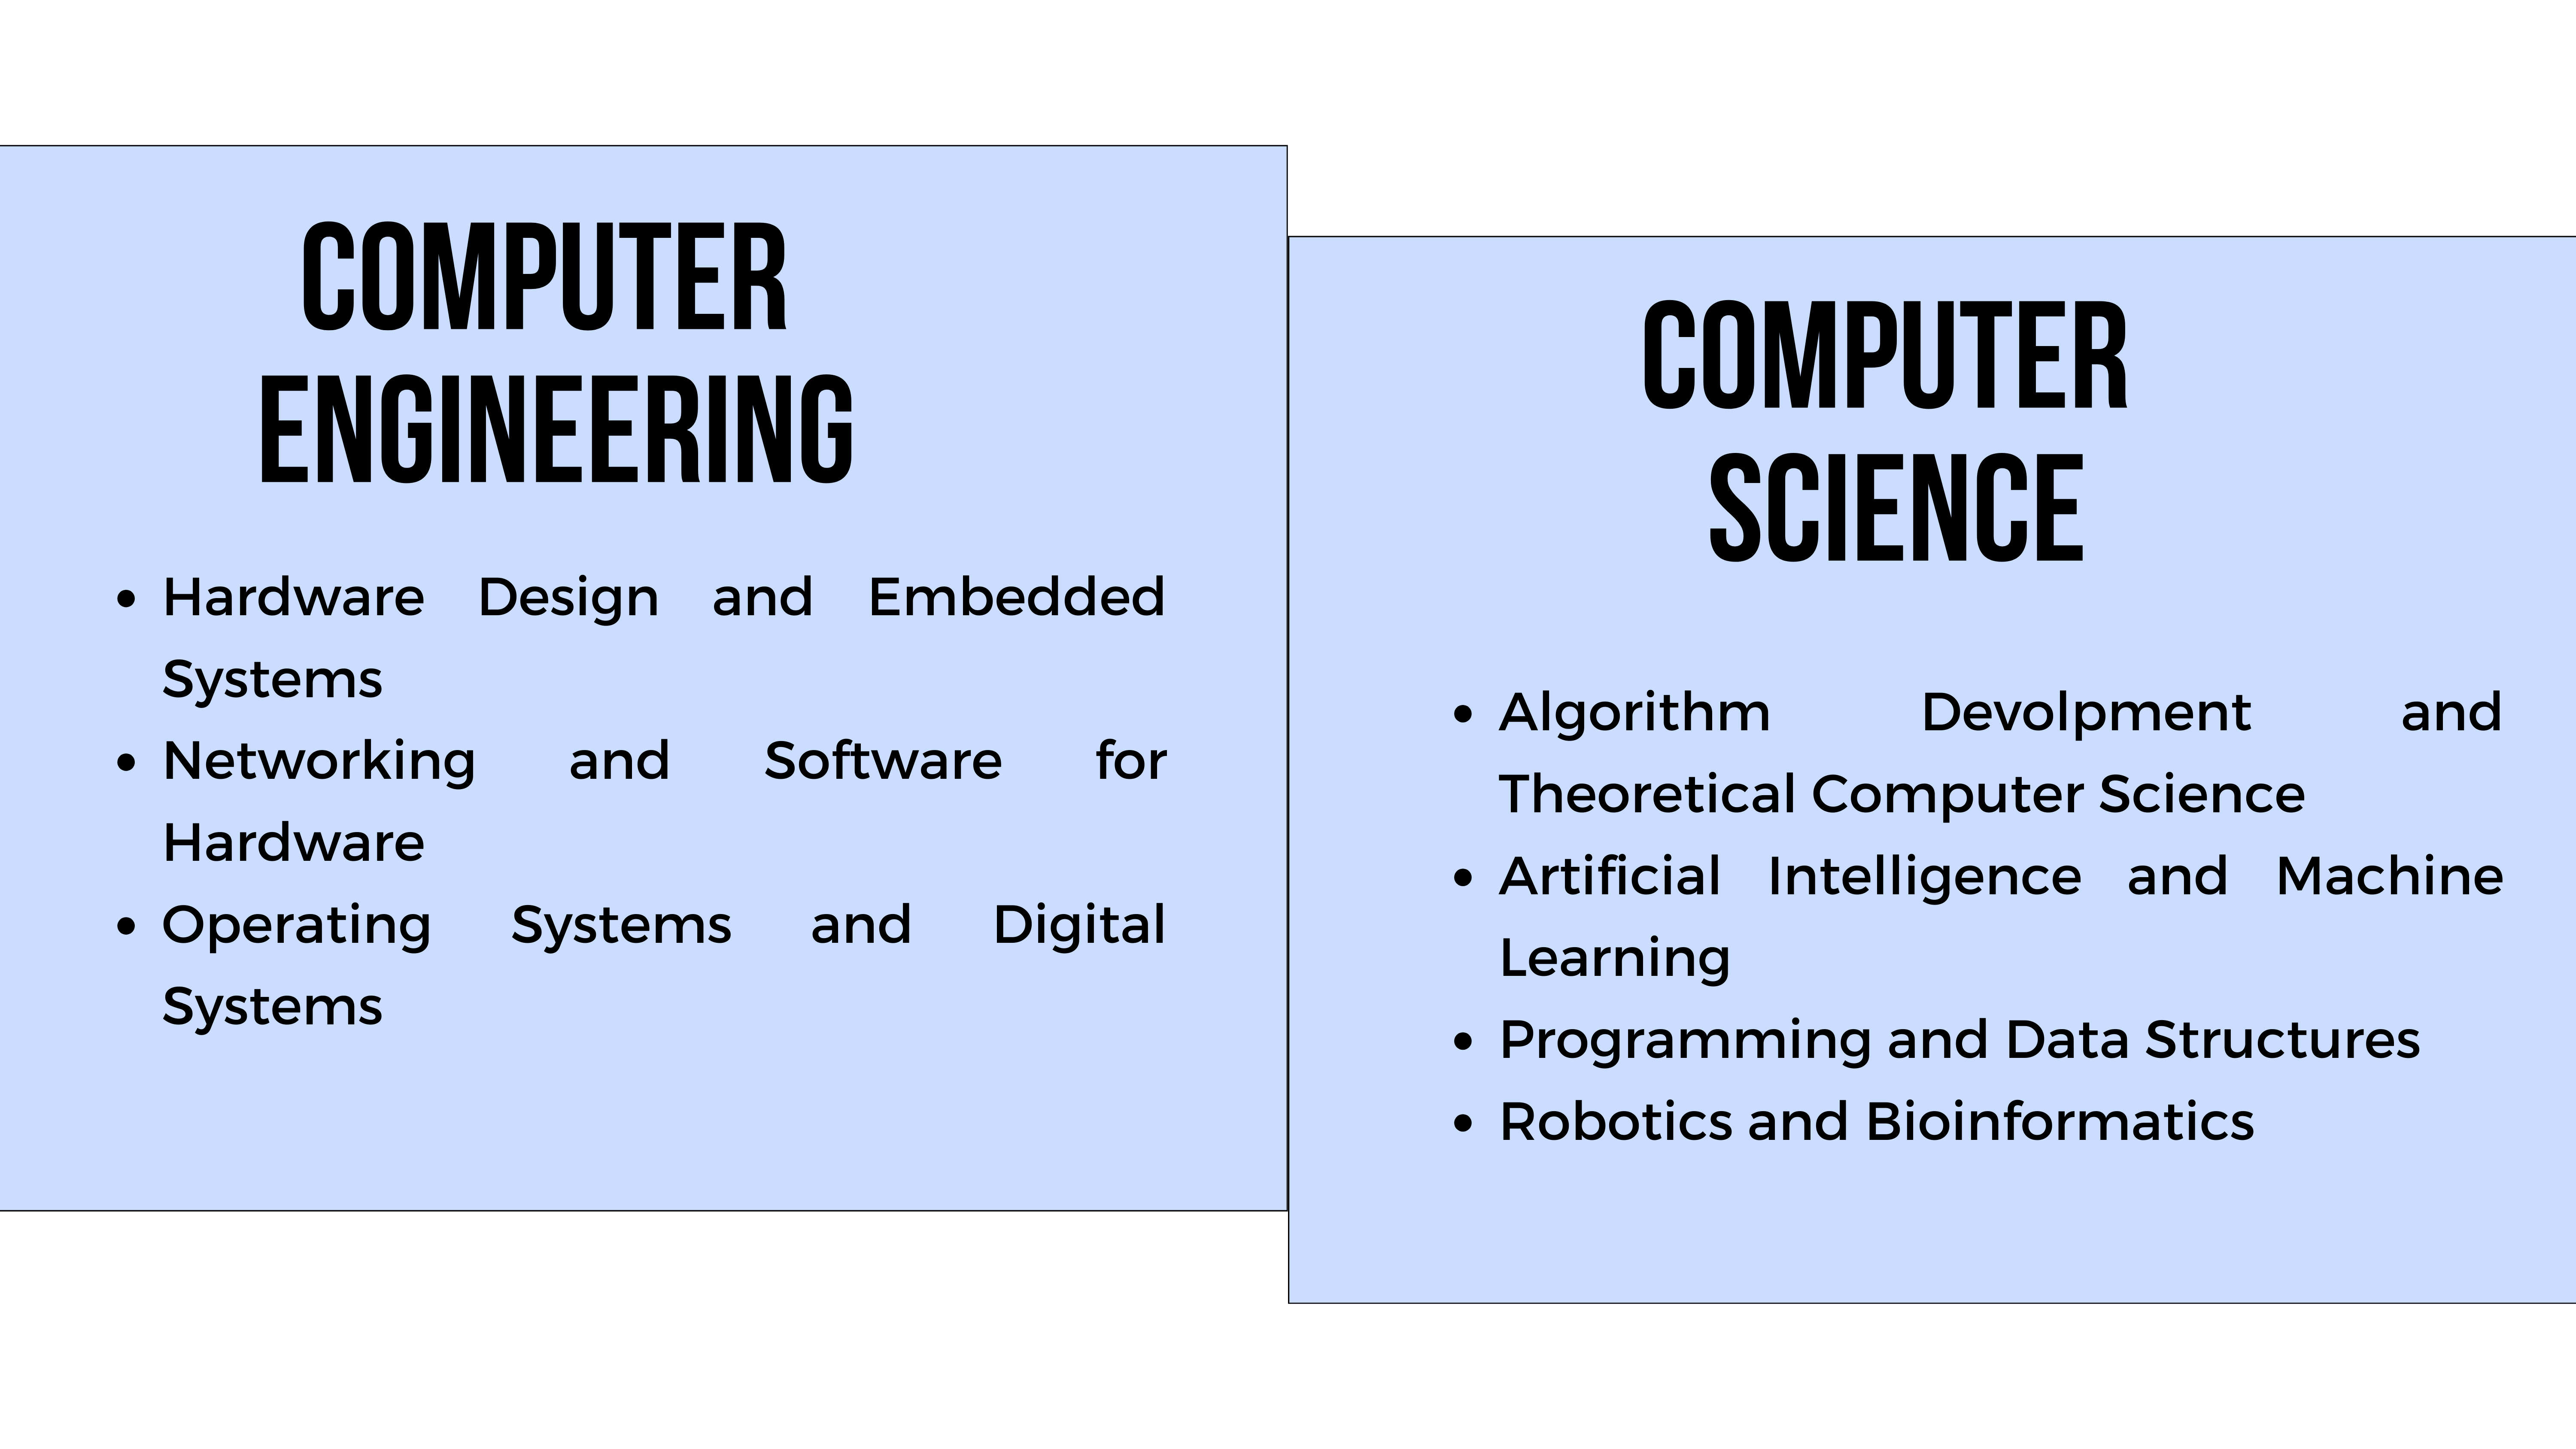 COMPUTER
ENGINEERING
• Hardware Design and Embedded
Systems
• Networking and Software for
Hardware
• Operating Systems and Digital
Systems
COMPUTER
SCIENCE
• Algorithm Devolpment and
Theoretical Computer Science
• Artificial Intelligence and Machine
Learning
• Programming and Data Structures
• Robotics and Bioinformatics